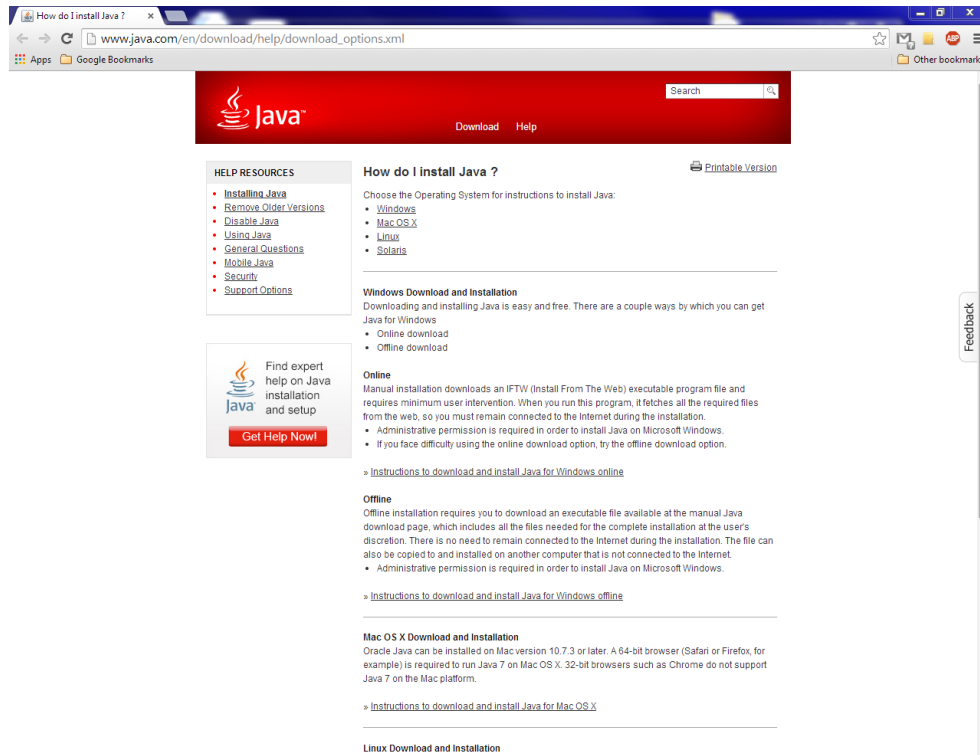 How do I install Java ?
www.java.com/en/download/help/download_options.xml
ABP
Apps
Google Bookmarks
Other bookmark
Java™
Search
Download
Help
HELP RESOURCES
Installing Java
Remove Older Versions
Disable Java
Using Java
General Questions
Mobile Java
Security
Support Options
Find expert
help on Java
installation
and setup
Java
Get Help Now!
How do I install Java ?
Printable Version
Choose the Operating System for instructions to install Java:
• Windows
• Mac OS X
• Linux
• Solaris
Windows Download and Installation
Downloading and installing Java is easy and free. There are a couple ways by which you can get
Java for Windows
• Online download
• Offline download
Online
Manual installation downloads an IFTW (Install From The Web) executable program file and
requires minimum user intervention. When you run this program, it fetches all the required files
from the web, so you must remain connected to the Internet during the installation.
• Administrative permission is required in order to install Java on Microsoft Windows.
• If you face difficulty using the online download option, try the offline download option.
» Instructions to download and install Java for Windows online
Offline
Offline installation requires you to download an executable file available at the manual Java
download page, which includes all the files needed for the complete installation at the user's
discretion. There is no need to remain connected to the Internet during the installation. The file can
also be copied to and installed on another computer that is not connected to the Internet.
• Administrative permission is required in order to install Java on Microsoft Windows.
» Instructions to download and install Java for Windows offline
Mac OS X Download and Installation
Oracle Java can be installed on Mac version 10.7.3 or later. A 64-bit browser (Safari or Firefox, for
example) is required to run Java 7 on Mac OS X. 32-bit browsers such as Chrome do not support
Java 7 on the Mac platform.
» Instructions to download and install Java for Mac OS X
Linux Download and Installation
Feedback